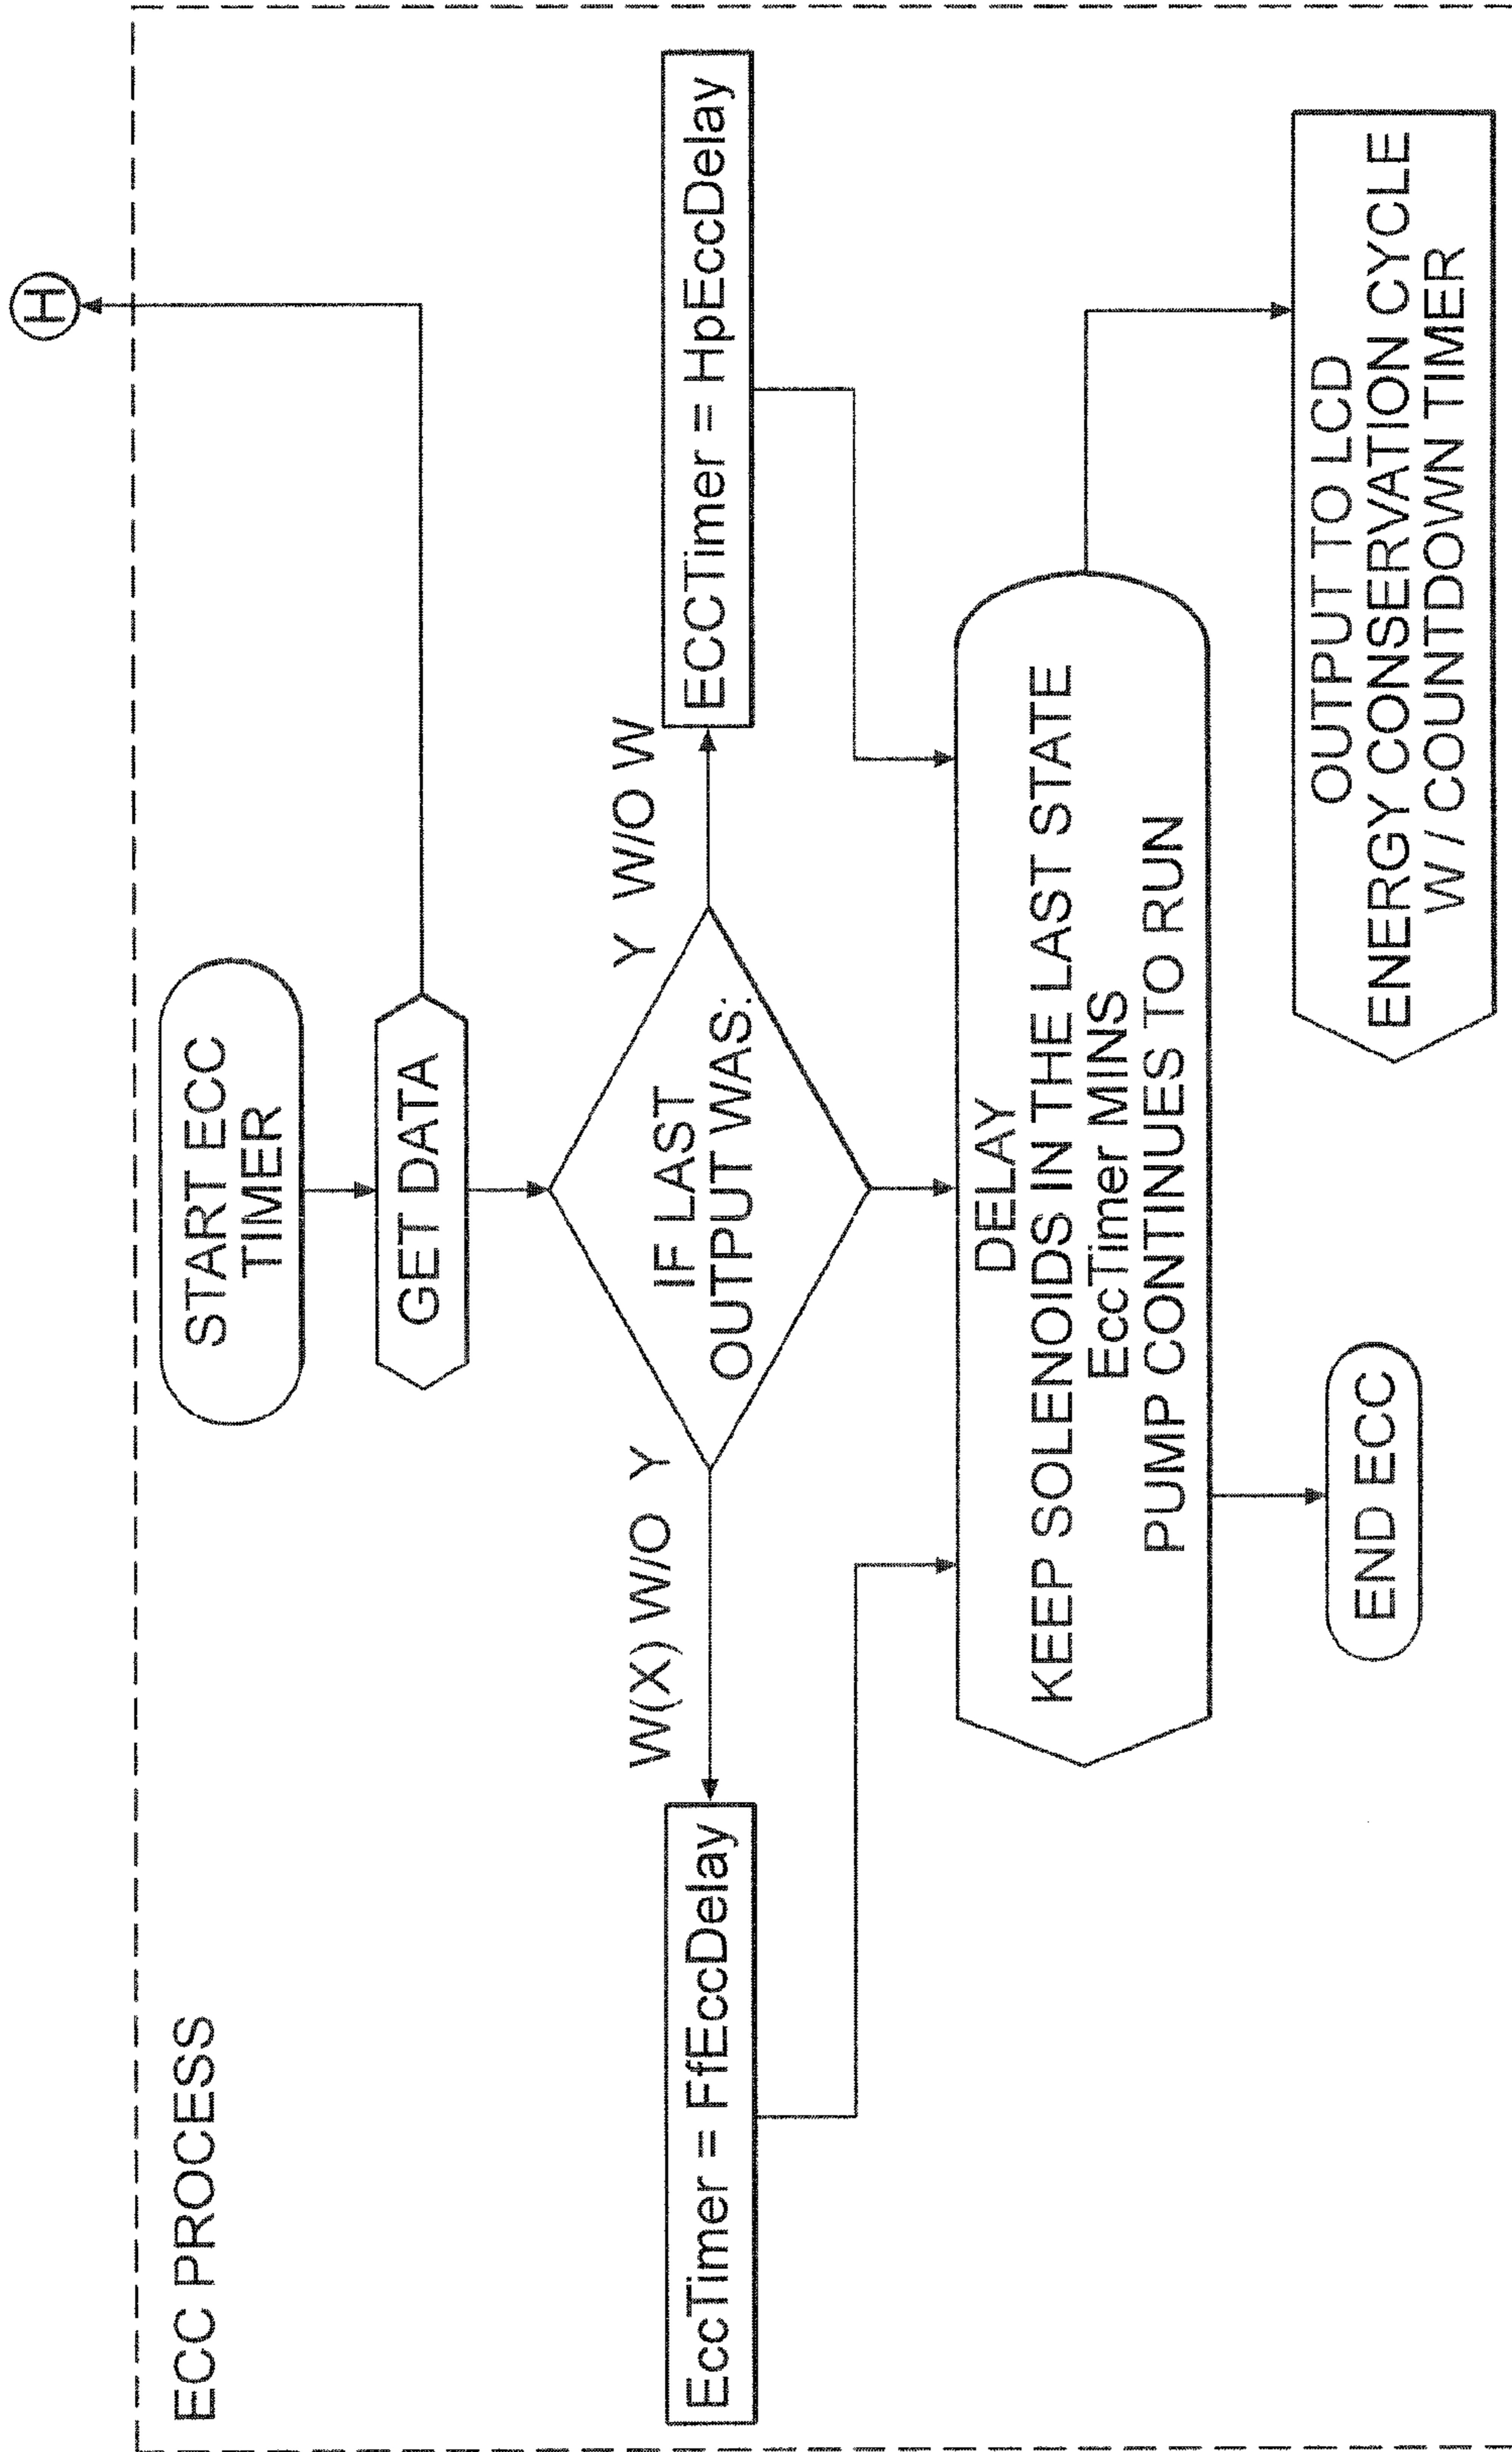 H
ECC PROCESS
START ECC
TIMER
GET DATA
IF LAST
OUTPUT WAS:
W(X) W/O Y
Y W/O W
EccTimer = FfEccDelay
ECCTimer = HpEccDelay
DELAY
KEEP SOLENOIDS IN THE LAST STATE
EccTimer MINS
PUMP CONTINUES TO RUN
END ECC
OUTPUT TO LCD
ENERGY CONSERVATION CYCLE
W / COUNTDOWN TIMER